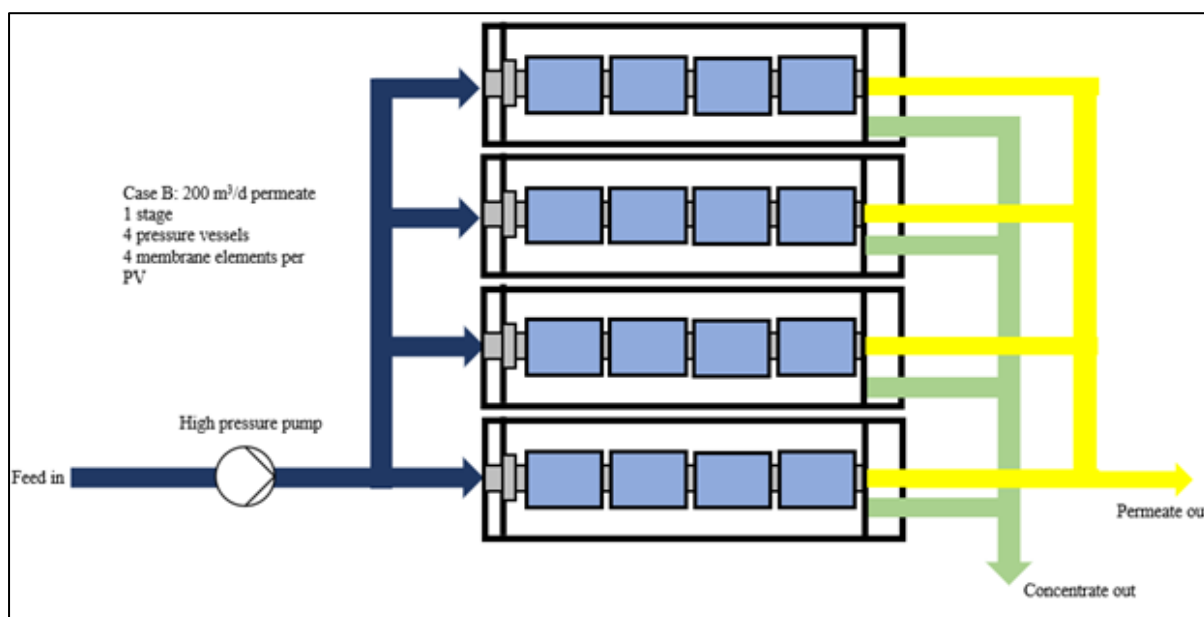 Case B: 200 m³/d permeate
1 stage
4 pressure vessels
4 membrane elements per
PV
High pressure pump
Feed in
Permeate ou
Concentrate out